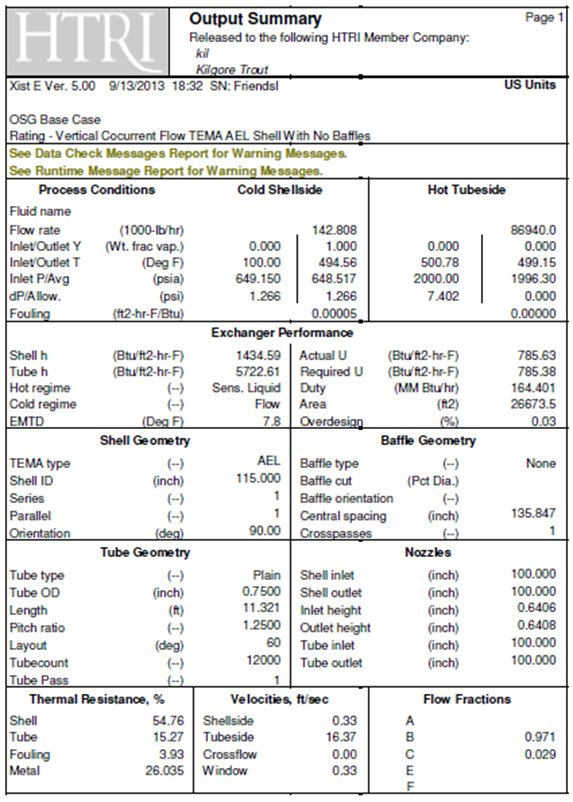 HTRI
Output Summary Page 1
Released to the following HTRI Member Company:
kil
Kilgore Trout
Xist E Ver. 5.00 9/13/2013 18:32 SN: Friendsl US Units
OSG Base Case
Rating - Vertical Cocurrent Flow TEMA AEL Shell With No Baffles
See Data Check Messages Report for Warning Messages.
See Runtime Message Report for Warning Messages.
Process Conditions Cold Shellside Hot Tubeside
Fluid name
Flow rate (1000-lb/hr) 142.808 86940.0
Inlet/Outlet Y (Wt. frac vap.) 0.000 1.000 0.000 0.000
Inlet/Outlet T (Deg F) 100.00 494.56 500.78 499.15
Inlet P/Avg (psia) 649.150 648.517 2000.00 1996.30
dP/Allow. (psi) 1.266 1.266 7.402 0.000
Fouling (ft2-hr-F/Btu) 0.00005 0.00000
Exchanger Performance
Shell h (Btu/ft2-hr-F) 1434.59 Actual U (Btu/ft2-hr-F) 785.63
Tube h (Btu/ft2-hr-F) 5722.61 Required U (Btu/ft2-hr-F) 785.38
Hot regime (--) Sens. Liquid Duty (MM Btu/hr) 164.401
Cold regime (--) Flow Area (ft2) 26673.5
EMTD (Deg F) 7.8 Overdesign (%) 0.03
Shell Geometry Baffle Geometry
TEMA type (--) AEL Baffle type (--) None
Shell ID (inch) 115.000 Baffle cut (Pct Dia.)
Series (--) 1 Baffle orientation (--)
Parallel (--) 1 Central spacing (inch) 135.847
Orientation (deg) 90.00 Crosspasses (--) 1
Tube Geometry Nozzles
Tube type (--) Plain Shell inlet (inch) 100.000
Tube OD (inch) 0.7500 Shell outlet (inch) 100.000
Length (ft) 11.321 Inlet height (inch) 0.6406
Pitch ratio (--) 1.2500 Outlet height (inch) 0.6408
Layout (deg) 60 Tube inlet (inch) 100.000
Tubecount (--) 12000 Tube outlet (inch) 100.000
Tube Pass (--) 1
Thermal Resistance, % Velocities, ft/sec Flow Fractions
Shell 54.76 Shellside 0.33 A
Tube 15.27 Tubeside 16.37 B 0.971
Fouling 3.93 Crossflow 0.00 C 0.029
Metal 26.035 Window 0.33 E
F